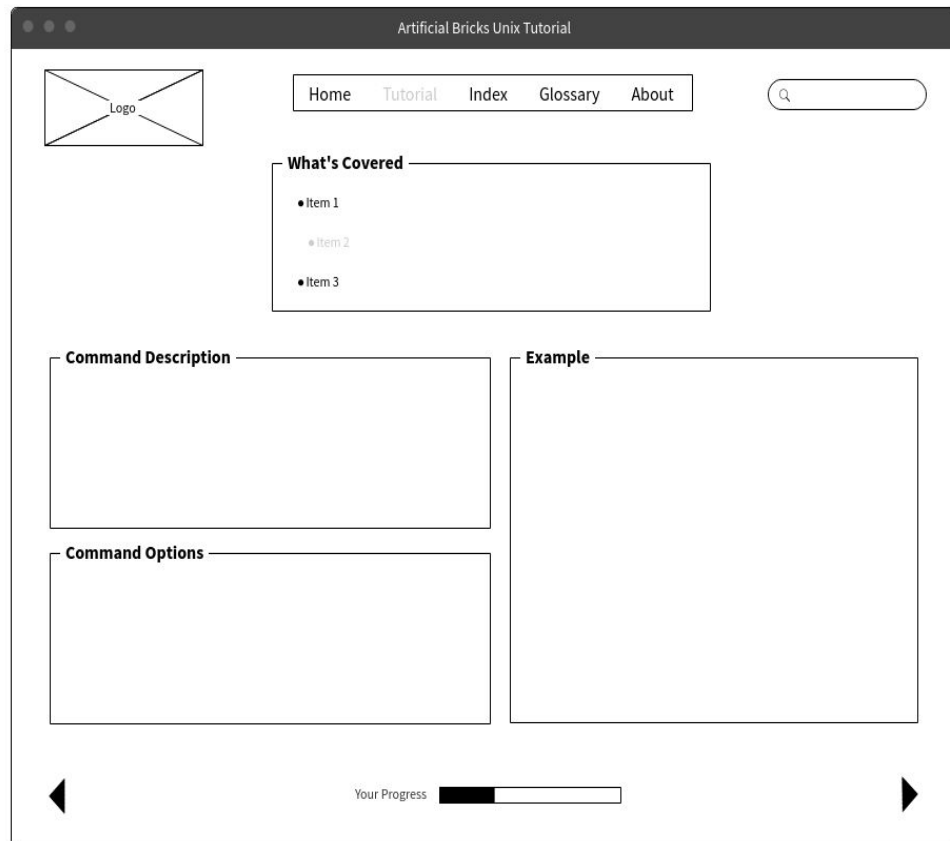 Artificial Bricks Unix Tutorial
Logo
Home Tutorial Index Glossary About
What's Covered
Item 1
Item 2
Item 3
Command Description
Example
Command Options
Your Progress